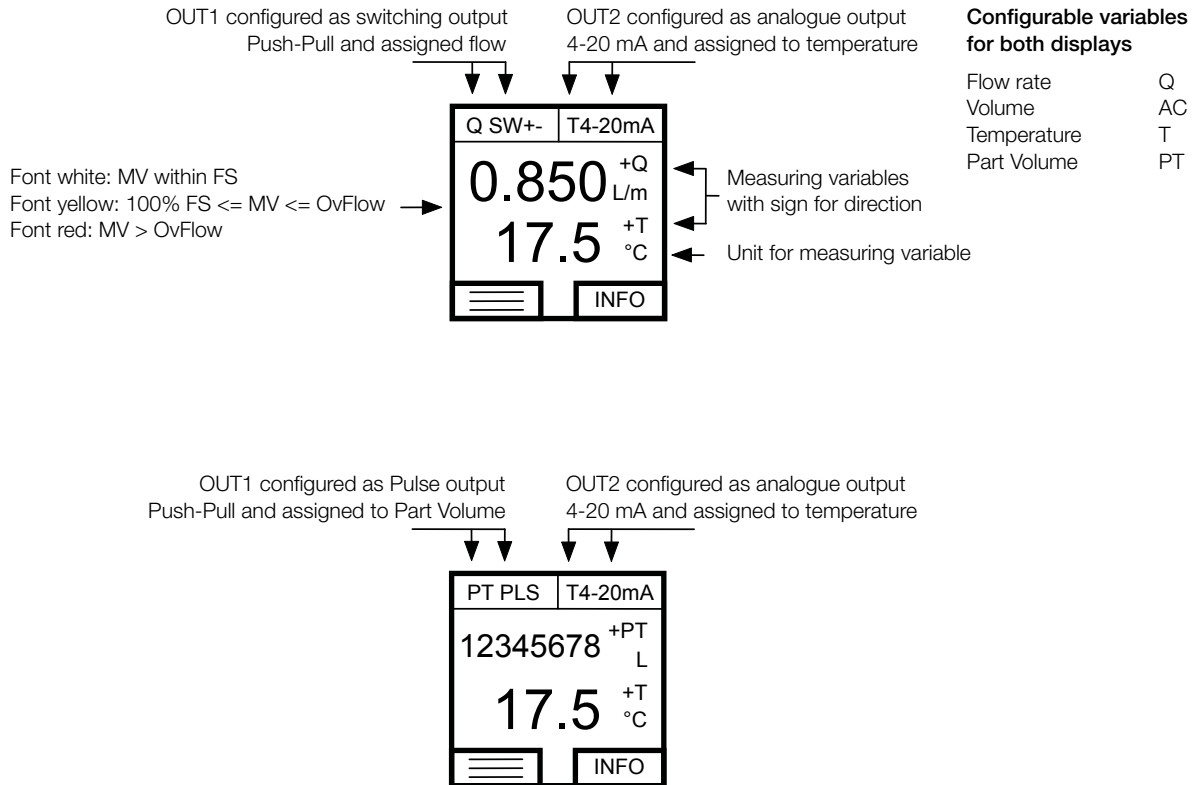 OUT1 configured as switching output
Push-Pull and assigned flow
OUT2 configured as analogue output
4-20 mA and assigned to temperature
Configurable variables
for both displays
Flow rate Q
Volume AC
Temperature T
Part Volume PT
Q SW+- T4-20mA
0.850 +Q
L/m
17.5 +T
°C
INFO
Font white: MV within FS
Font yellow: 100% FS <= MV <= OvFlow
Font red: MV > OvFlow
Measuring variables
with sign for direction
Unit for measuring variable
OUT1 configured as Pulse output
Push-Pull and assigned to Part Volume
OUT2 configured as analogue output
4-20 mA and assigned to temperature
PT PLS T4-20mA
12345678 +PT
L
17.5 +T
°C
INFO